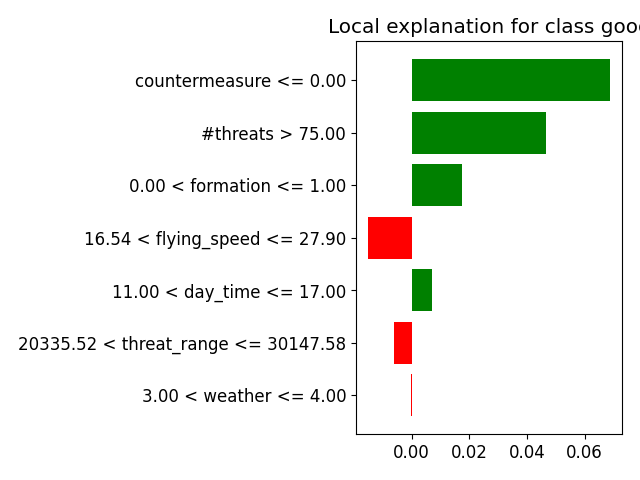 Local explanation for class goo
countermeasure <= 0.00
#threats > 75.00
0.00 < formation <= 1.00
16.54 < flying_speed <= 27.90
11.00 < day_time <= 17.00
20335.52 < threat_range <= 30147.58
3.00 < weather <= 4.00
0.00 0.02 0.04 0.06